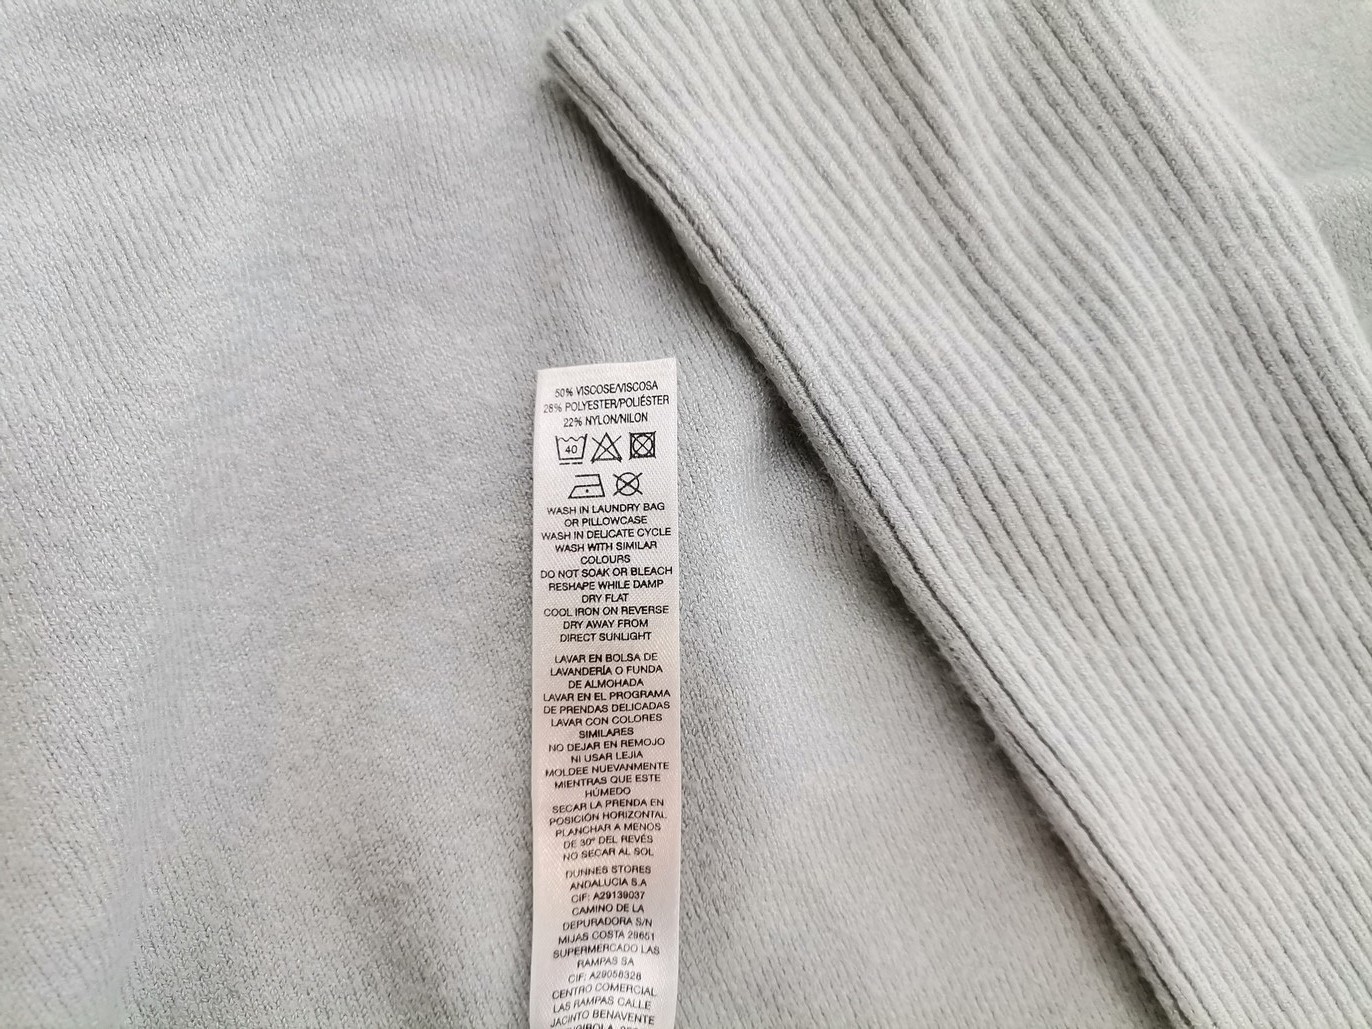 50% VISCOSE/VISCOSA
28% POLYESTER/POLIÉSTER
22% NYLON/NILON
40
WASH IN LAUNDRY BAG
OR PILLOWCASE
WASH IN DELICATE CYCLE
WASH WITH SIMILAR
COLOURS
DO NOT SOAK OR BLEACH
RESHAPE WHILE DAMP
DRY FLAT
COOL IRON ON REVERSE
DRY AWAY FROM
DIRECT SUNLIGHT
LAVAR EN BOLSA DE
LAVANDERÍA O FUNDA
DE ALMOHADA
LAVAR EN EL PROGRAMA
DE PRENDAS DELICADAS
LAVAR CON COLORES
SIMILARES
NO DEJAR EN REMOJO
NI USAR LEJIA
MOLDEE NUEVANMENTE
MIENTRAS QUE ESTE
HÚMEDO
SECAR LA PRENDA EN
POSICIÓN HORIZONTAL
PLANCHAR A MENOS
DE 30° DEL REVÉS
NO SECAR AL SOL
DUNNES STORES
ANDALUCIA S.A
CIF: A29139037
CAMINO DE LA
DEPURADORA S/N
MIJAS COSTA 29651
SUPERMERCADO LAS
RAMPAS SA
CIF: A29058328
CENTRO COMERCIAL
LAS RAMPAS CALLE
JACINTO BENAVENTE